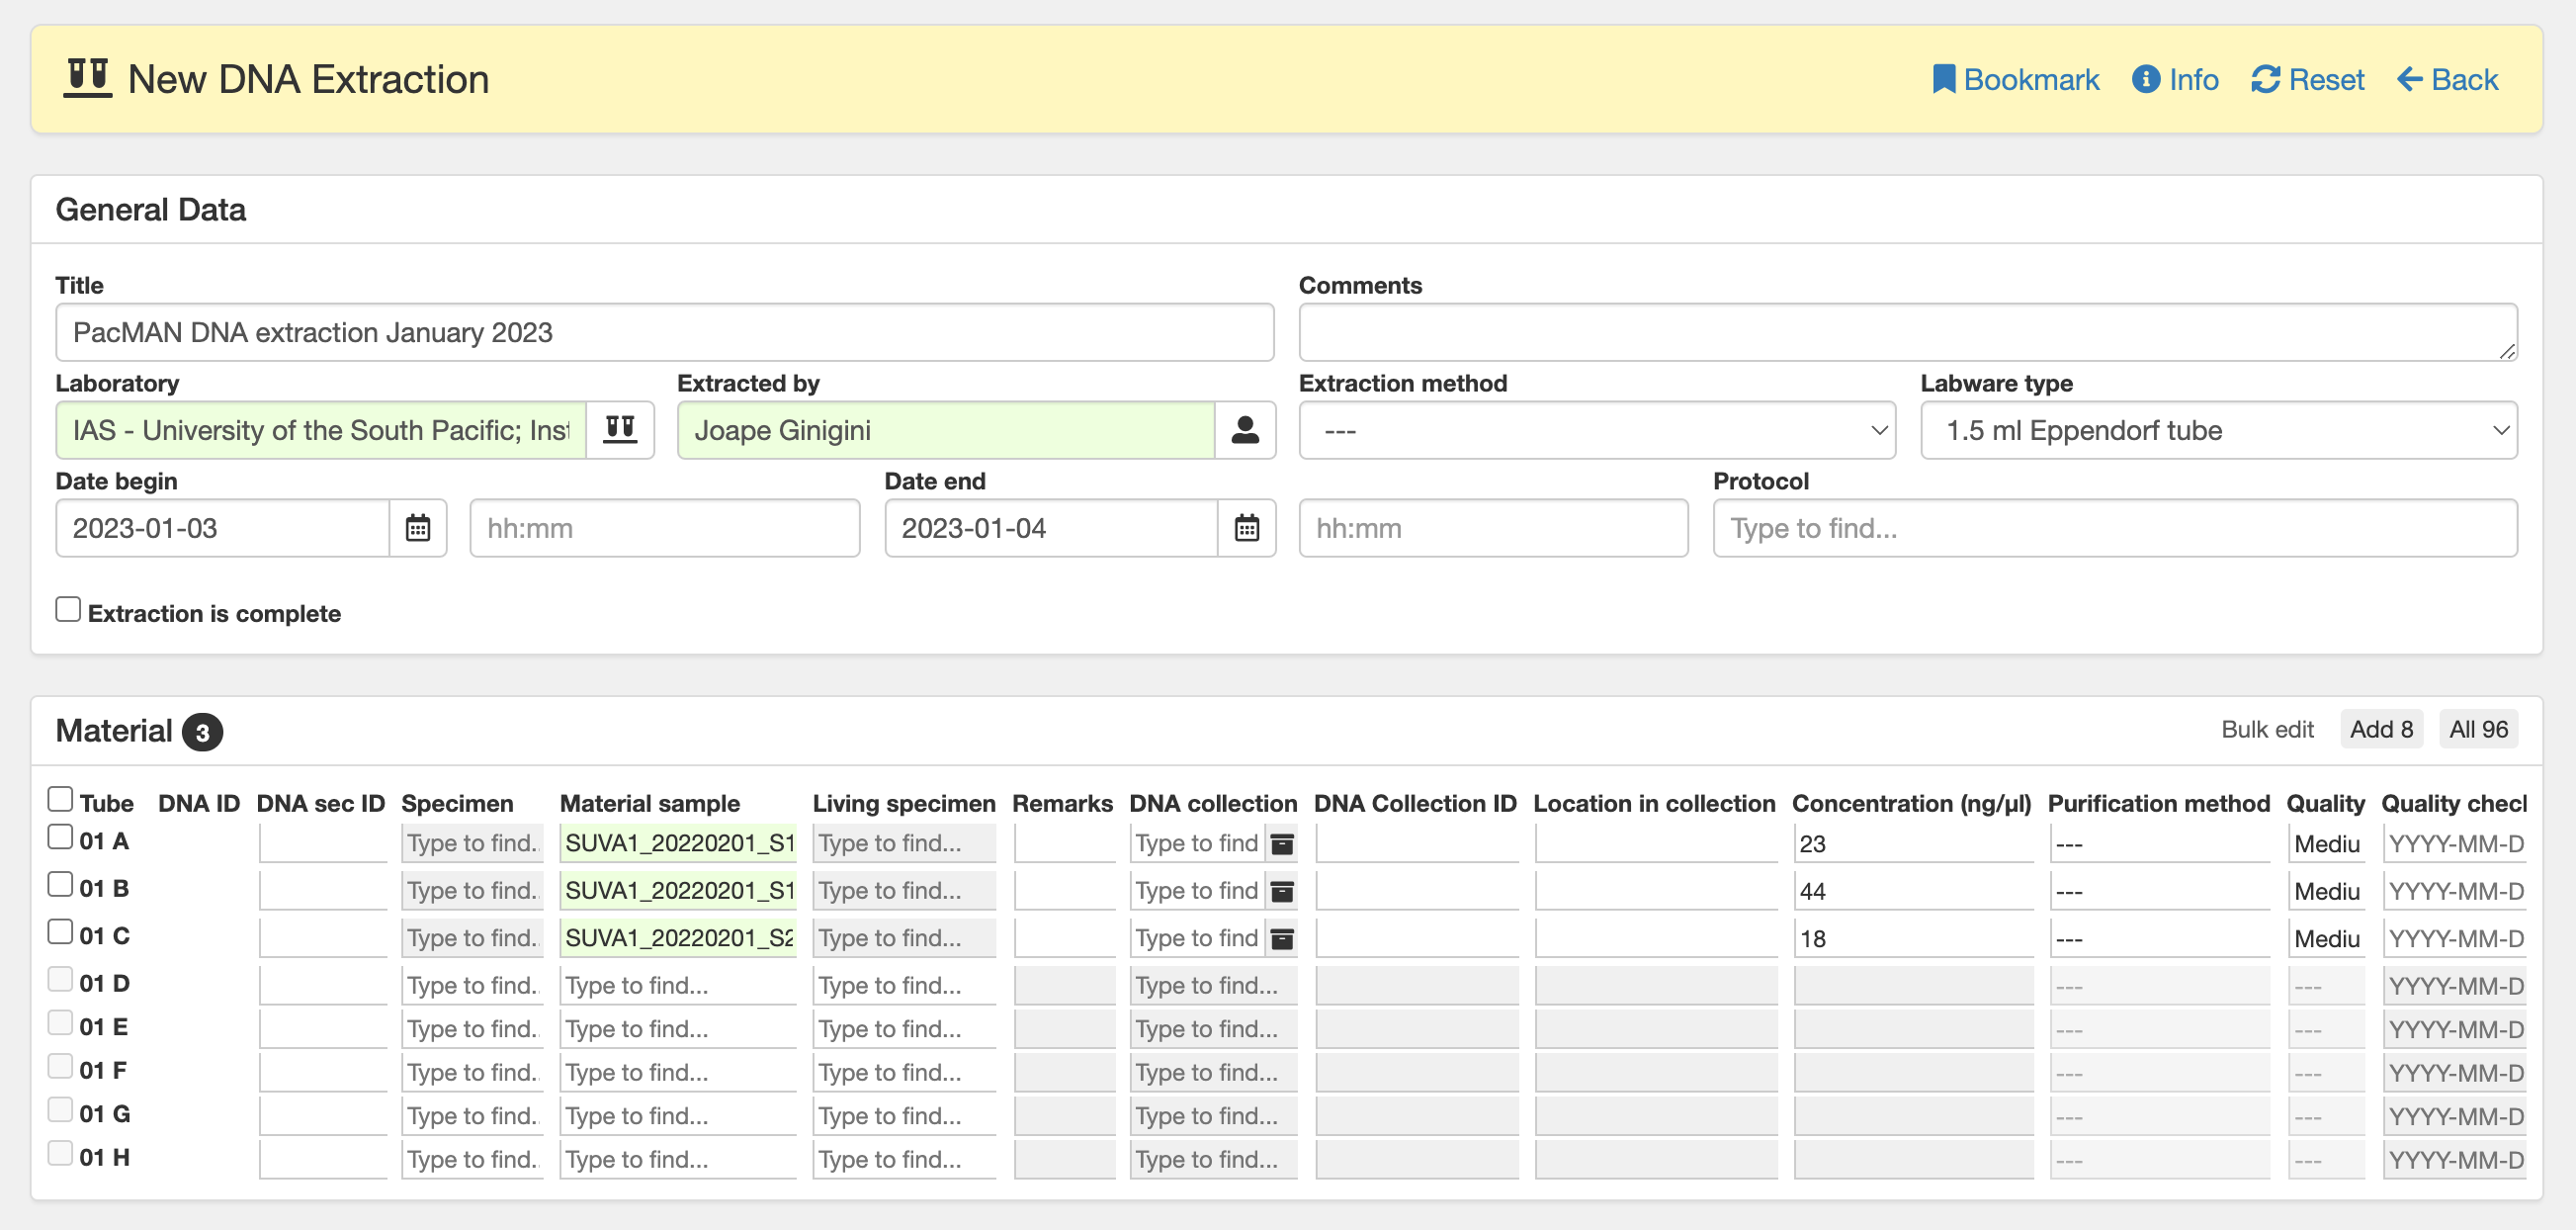 New DNA Extraction
Bookmark Info Reset Back
General Data
Title Comments
PacMAN DNA extraction January 2023
Laboratory Extracted by Extraction method Labware type
IAS - University of the South Pacific; Inst Joape Ginigini --- 1.5 ml Eppendorf tube
Date begin Date end Protocol
2023-01-03 hh:mm 2023-01-04 hh:mm Type to find...
Extraction is complete
Material 3 Bulk edit Add 8 All 96
Tube DNA ID DNA sec ID Specimen Material sample Living specimen Remarks DNA collection DNA Collection ID Location in collection Concentration (ng/µl) Purification method Quality Quality check
01 A Type to find. SUVA1_20220201_S1 Type to find... Type to find 23 --- Mediu YYYY-MM-D
01 B Type to find. SUVA1_20220201_S1 Type to find... Type to find 44 --- Mediu YYYY-MM-D
01 C Type to find. SUVA1_20220201_S2 Type to find... Type to find 18 --- Mediu YYYY-MM-D
01 D Type to find. Type to find... Type to find... Type to find... --- --- YYYY-MM-D
01 E Type to find. Type to find... Type to find... Type to find... --- --- YYYY-MM-D
01 F Type to find. Type to find... Type to find... Type to find... --- --- YYYY-MM-D
01 G Type to find. Type to find... Type to find... Type to find... --- --- YYYY-MM-D
01 H Type to find. Type to find... Type to find... Type to find... --- --- YYYY-MM-D